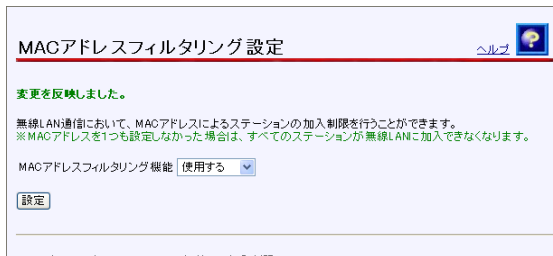 MACアドレスフィルタリング設定
ヘルプ
変更を反映しました。
無線LAN通信において、MACアドレスによるステーションの加入制限を行うことができます。
※MACアドレスを1つも設定しなかった場合は、すべてのステーションが無線LANに加入できなくなります。
MACアドレスフィルタリング機能 使用する
設定